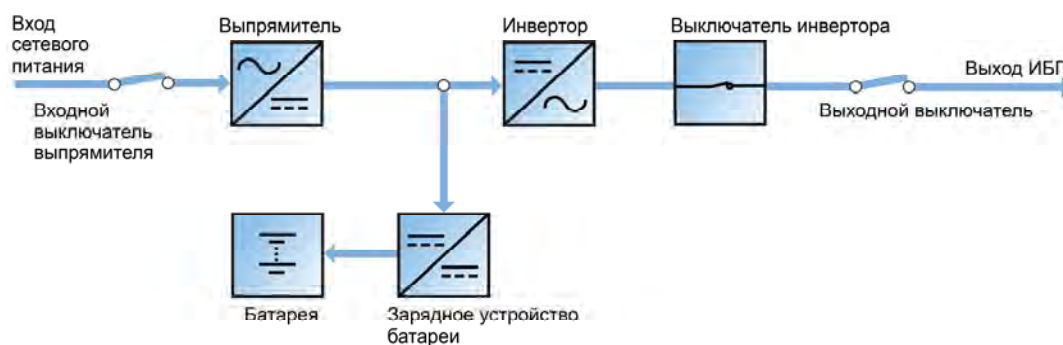 Вход
сетевого
питания
Выпрямитель
Инвертор
Выключатель инвертора
Выход ИБП
Входной
выключатель
выпрямителя
Выходной выключатель
Батарея
Зарядное устройство
батареи